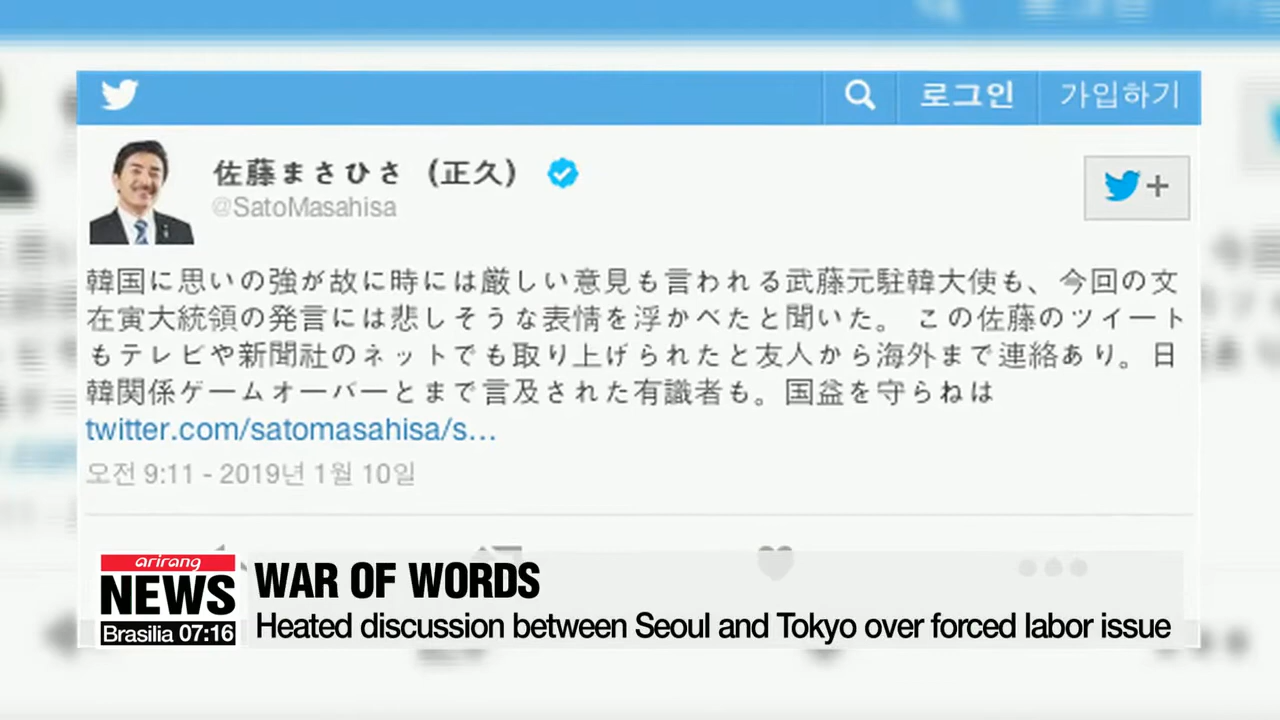 로그인 가입하기
佐藤まさひさ（正久）
@SatoMasahisa
+
韓国に思いの強が故に時には厳しい意見も言われる武藤元駐韓大使も、今回の文
在寅大統領の発言には悲しそうな表情を浮かべたと聞いた。 この佐藤のツイート
もテレビや新聞社のネットでも取り上げられたと友人から海外まで連絡あり。日
韓関係ゲームオーバーとまで言及された有識者も。国益を守らねは
twitter.com/satomasahisa/s...
오전 9:11 - 2019년 1월 10일
arirang
NEWS
Brasilia 07:16
WAR OF WORDS
Heated discussion between Seoul and Tokyo over forced labor issue